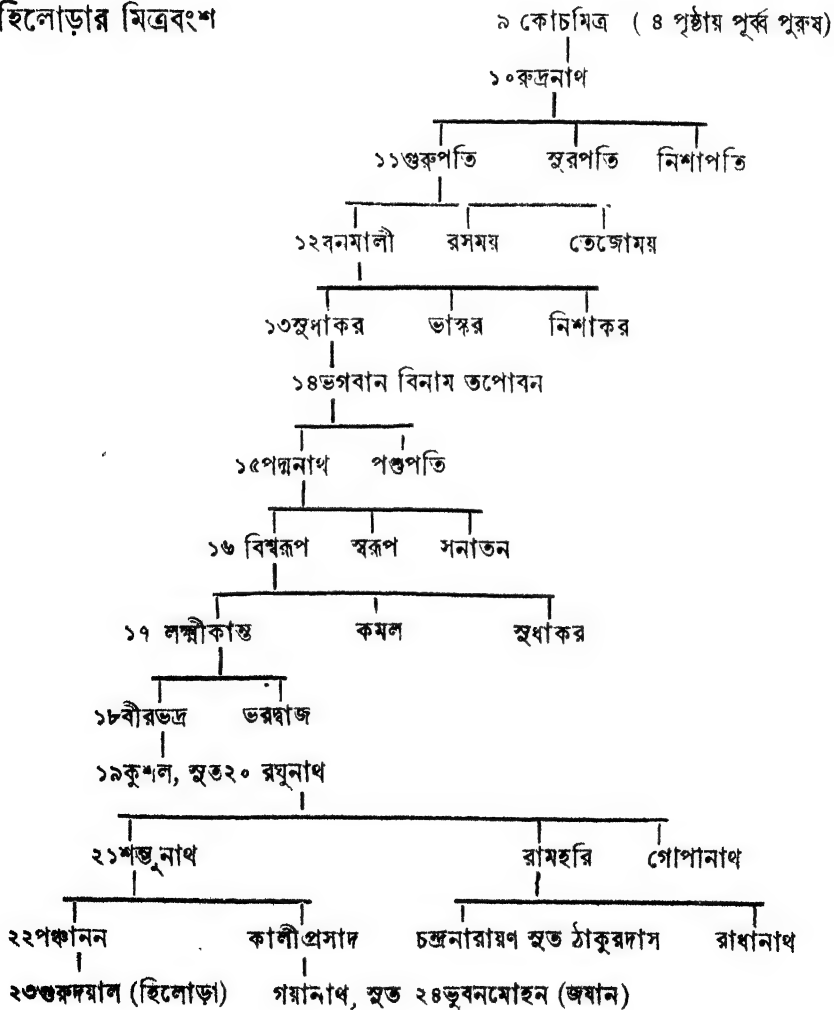 হিলোড়ার মিত্রবংশ
৯ কোচমিত্র ( ৪ পৃষ্ঠায় পূর্ব্ব পুরুষ)
১০রুদ্রনাথ
১১গুরুপতি সুরপতি নিশাপতি
১২বনমালী রসময় তেজোময়
১৩সুধাকর ভাস্কর নিশাকর
১৪ভগবান বিনাম তপোবন
১৫পদ্মনাথ পশুপতি
১৬ বিশ্বরূপ স্বরূপ সনাতন
১৭ লক্ষ্মীকান্ত কমল সুধাকর
১৮বীরভদ্র ভরদ্বাজ
১৯কুশল, সুত২০ রঘুনাথ
২১শম্ভুনাথ রামহরি গোপানাথ
২২পঞ্চানন কালীপ্রসাদ চন্দ্রনারায়ণ সুত ঠাকুরদাস রাধানাথ
২৩গুরুদয়াল (হিলোড়া) গয়ানাথ, সুত ২৪ভুবনমোহন (জযান)